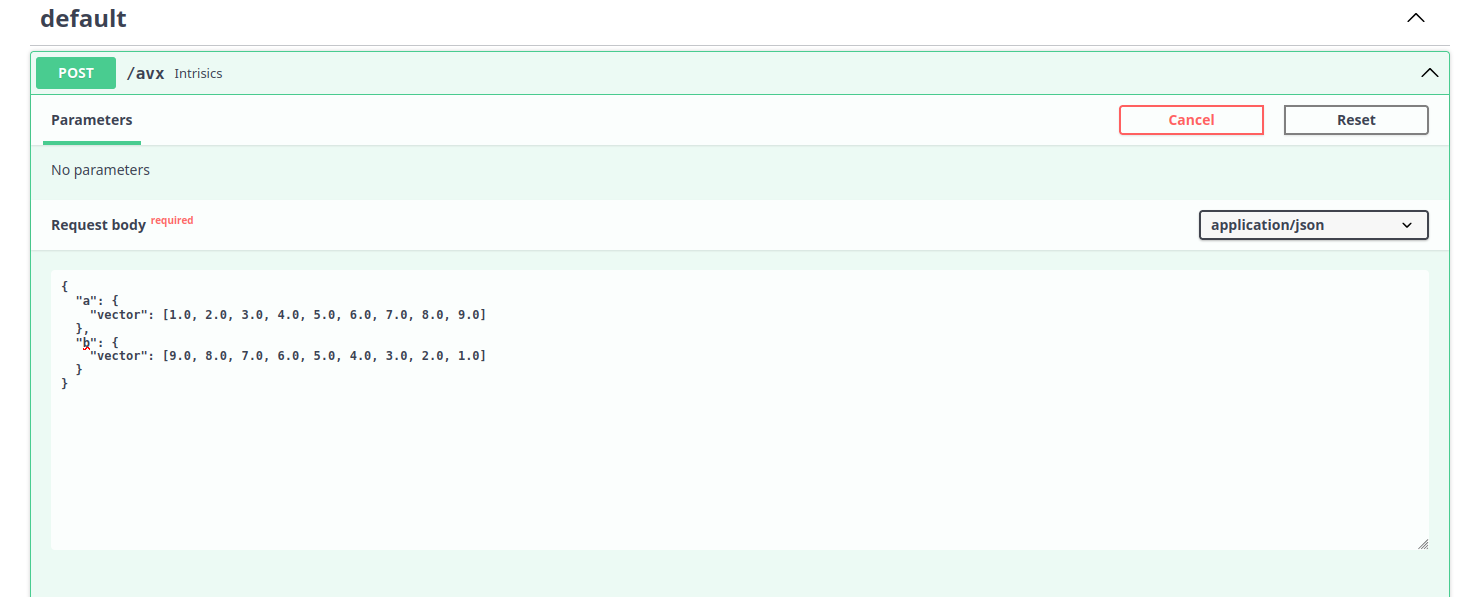 default
POST /avx Intrisics
Parameters
Cancel
Reset
No parameters
Request body required
application/json
{
  "a": {
    "vector": [1.0, 2.0, 3.0, 4.0, 5.0, 6.0, 7.0, 8.0, 9.0]
  },
  "b": {
    "vector": [9.0, 8.0, 7.0, 6.0, 5.0, 4.0, 3.0, 2.0, 1.0]
  }
}